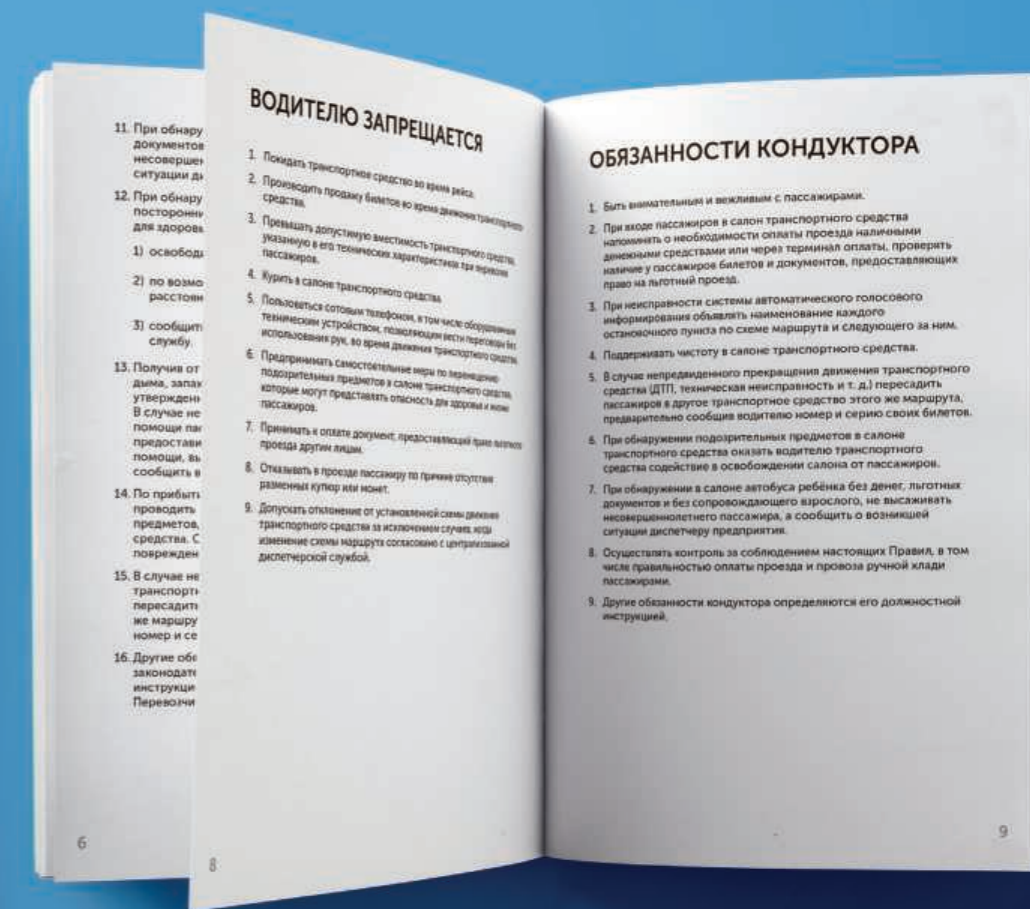 11. При обнару
документов
несовершен
ситуации ди
12. При обнару
посторонни
для здоровь
1) освобод
2) по возмо
расстоян
3) сообщит
службу.
13. Получив от
дыма, запах
утвержденн
В случае не
помощи пас
предостави
помощи, вы
сообщить в
14. По прибыти
проводить
предметов,
средства. С
поврежден
15. В случае не
транспортн
пересадить
же маршру
номер и се
16. Другие обя
законодате
инструкци
Перевозчи
6
ВОДИТЕЛЮ ЗАПРЕЩАЕТСЯ
1. Покидать транспортное средство во время рейса.
2. Производить продажу билетов во время движения транспортного
средства.
3. Превышать допустимую вместимость транспортного средства,
указанную в его технических характеристиках при перевозке
пассажиров.
4. Курить в салоне транспортного средства.
5. Пользоваться сотовым телефоном, в том числе оборудованным
техническим устройством, позволяющим вести переговоры без
использования рук, во время движения транспортного средства.
6. Предпринимать самостоятельные меры по перемещению
подозрительных предметов в салоне транспортного средства,
которые могут представлять опасность для здоровья и жизни
пассажиров.
7. Принимать к оплате документ, предоставляющий право льготного
проезда другим лицам.
8. Отказывать в проезде пассажиру по причине отсутствия
разменных купюр или монет.
9. Допускать отклонение от установленной схемы движения
транспортного средства за исключением случаев, когда
изменение схемы маршрута согласовано с централизованной
диспетчерской службой.
8
ОБЯЗАННОСТИ КОНДУКТОРА
1. Быть внимательным и вежливым с пассажирами.
2. При входе пассажиров в салон транспортного средства
напоминать о необходимости оплаты проезда наличными
денежными средствами или через терминал оплаты, проверять
наличие у пассажиров билетов и документов, предоставляющих
право на льготный проезд.
3. При неисправности системы автоматического голосового
информирования объявлять наименование каждого
остановочного пункта по схеме маршрута и следующего за ним.
4. Поддерживать чистоту в салоне транспортного средства.
5. В случае непредвиденного прекращения движения транспортного
средства (ДТП, техническая неисправность и т. д.) пересадить
пассажиров в другое транспортное средство этого же маршрута,
предварительно сообщив водителю номер и серию своих билетов.
6. При обнаружении подозрительных предметов в салоне
транспортного средства оказать водителю транспортного
средства содействие в освобождении салона от пассажиров.
7. При обнаружении в салоне автобуса ребёнка без денег, льготных
документов и без сопровождающего взрослого, не высаживать
несовершеннолетнего пассажира, а сообщить о возникшей
ситуации диспетчеру предприятия.
8. Осуществлять контроль за соблюдением настоящих Правил, в том
числе правильностью оплаты проезда и провоза ручной клади
пассажирами.
9. Другие обязанности кондуктора определяются его должностной
инструкцией.
9